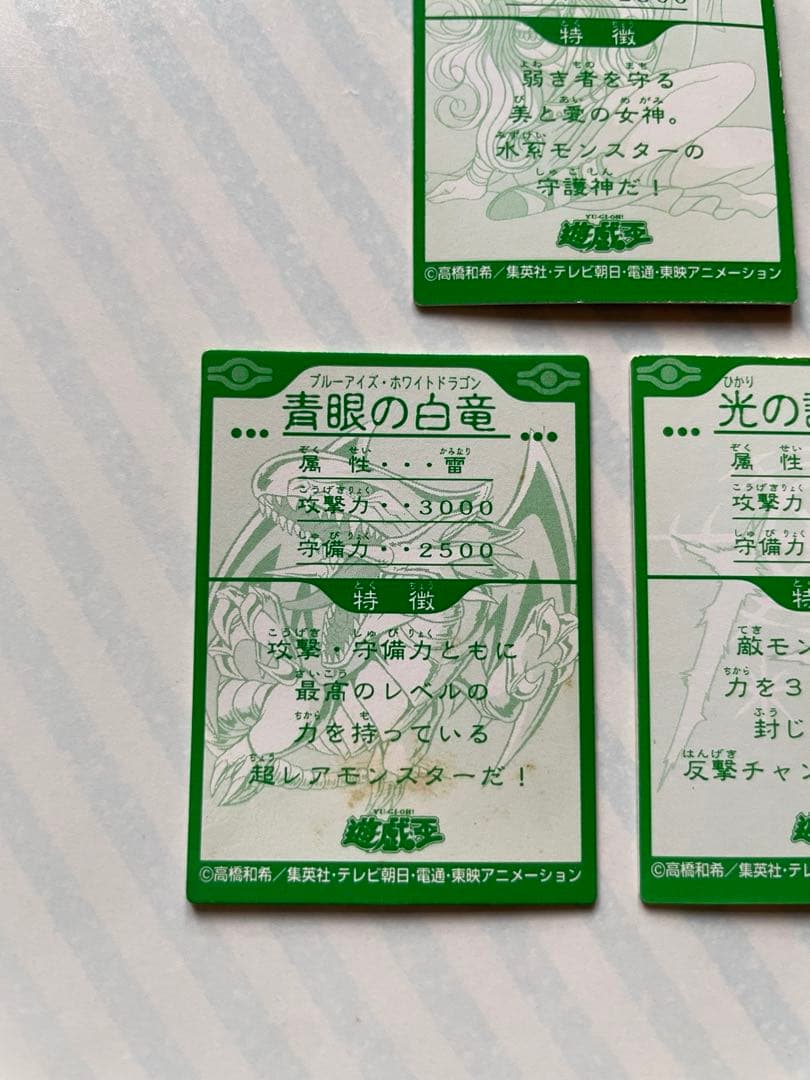 特徴
弱き者を守る
美と愛の女神。
水系モンスターの
守護神だ！
YU-GI-OH!
遊戯王
©高橋和希／集英社・テレビ朝日・電通・東映アニメーション
ブルーアイズ・ホワイトドラゴン
青眼の白竜
属性・・・雷
攻撃力・・3000
守備力・・2500
特徴
攻撃・守備力ともに
最高のレベルの
力を持っている
超レアモンスターだ！
YU-GI-OH!
遊戯王
©高橋和希／集英社・テレビ朝日・電通・東映アニメーション
ひかり
光の
属性
攻撃力
守備力
敵モン
力を3
封じ
反撃チャン
©高橋和希／集英社・テレ